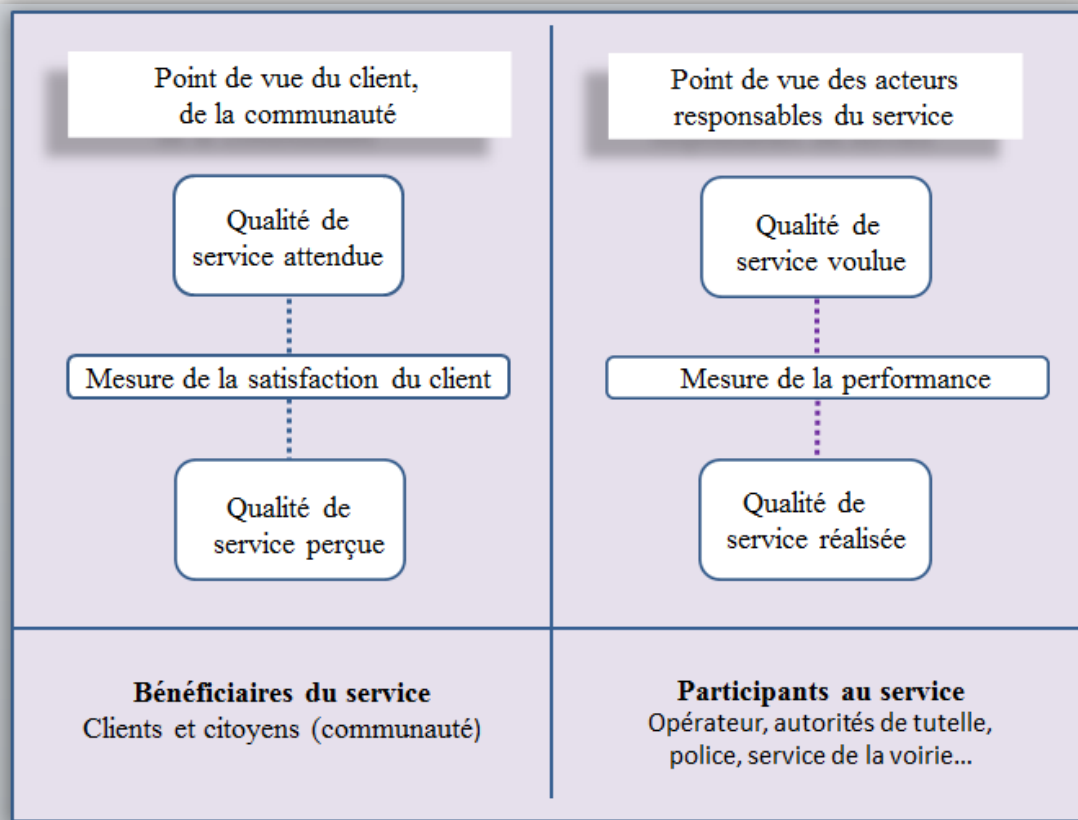 Point de vue du client,
de la communauté
Qualité de
service attendue
Mesure de la satisfaction du client
Qualité de
service perçue
Bénéficiaires du service
Clients et citoyens (communauté)
Point de vue des acteurs
responsables du service
Qualité de
service voulue
Mesure de la performance
Qualité de
service réalisée
Participants au service
Opérateur, autorités de tutelle,
police, service de la voirie...